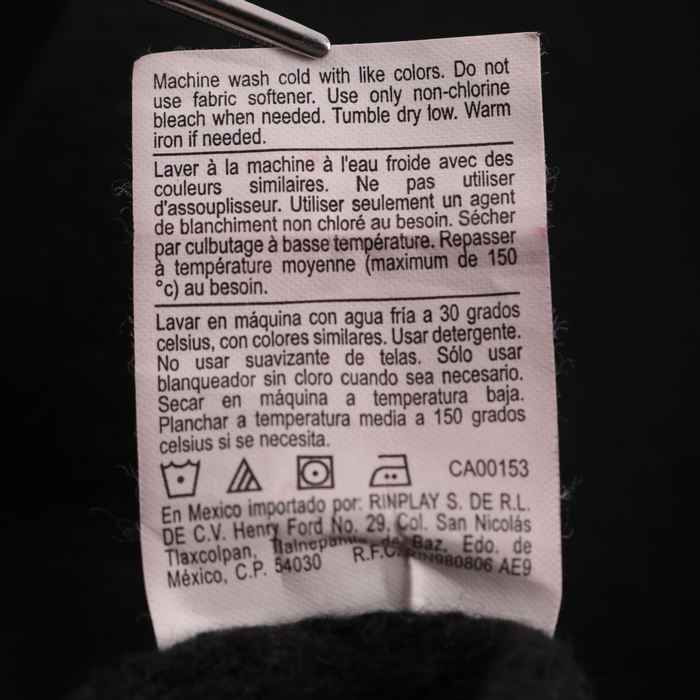 Machine wash cold with like colors. Do not
use fabric softener. Use only non-chlorine
bleach when needed. Tumble dry low. Warm
iron if needed.
Laver à la machine à l'eau froide avec des
couleurs similaires. Ne pas utiliser
d'assouplisseur. Utiliser seulement un agent
de blanchiment non chloré au besoin. Sécher
par culbutage à basse température. Repasser
à température moyenne (maximum de 150
°c) au besoin.
Lavar en máquina con agua fría a 30 grados
celsius, con colores similares. Usar detergente.
No usar suavizante de telas. Sólo usar
blanqueador sin cloro cuando sea necesario.
Secar en máquina a temperatura baja.
Planchar a temperatura media a 150 grados
celsius si se necesita.
CA00153
En Mexico importado por: RINPLAY S. DE R.L.
DE C.V. Henry Ford No. 29, Col. San Nicolás
Tlaxcolpan, Tlalnepantla de Baz, Edo. de
México, C.P. 54030 R.F.C. RIN980806 AE9